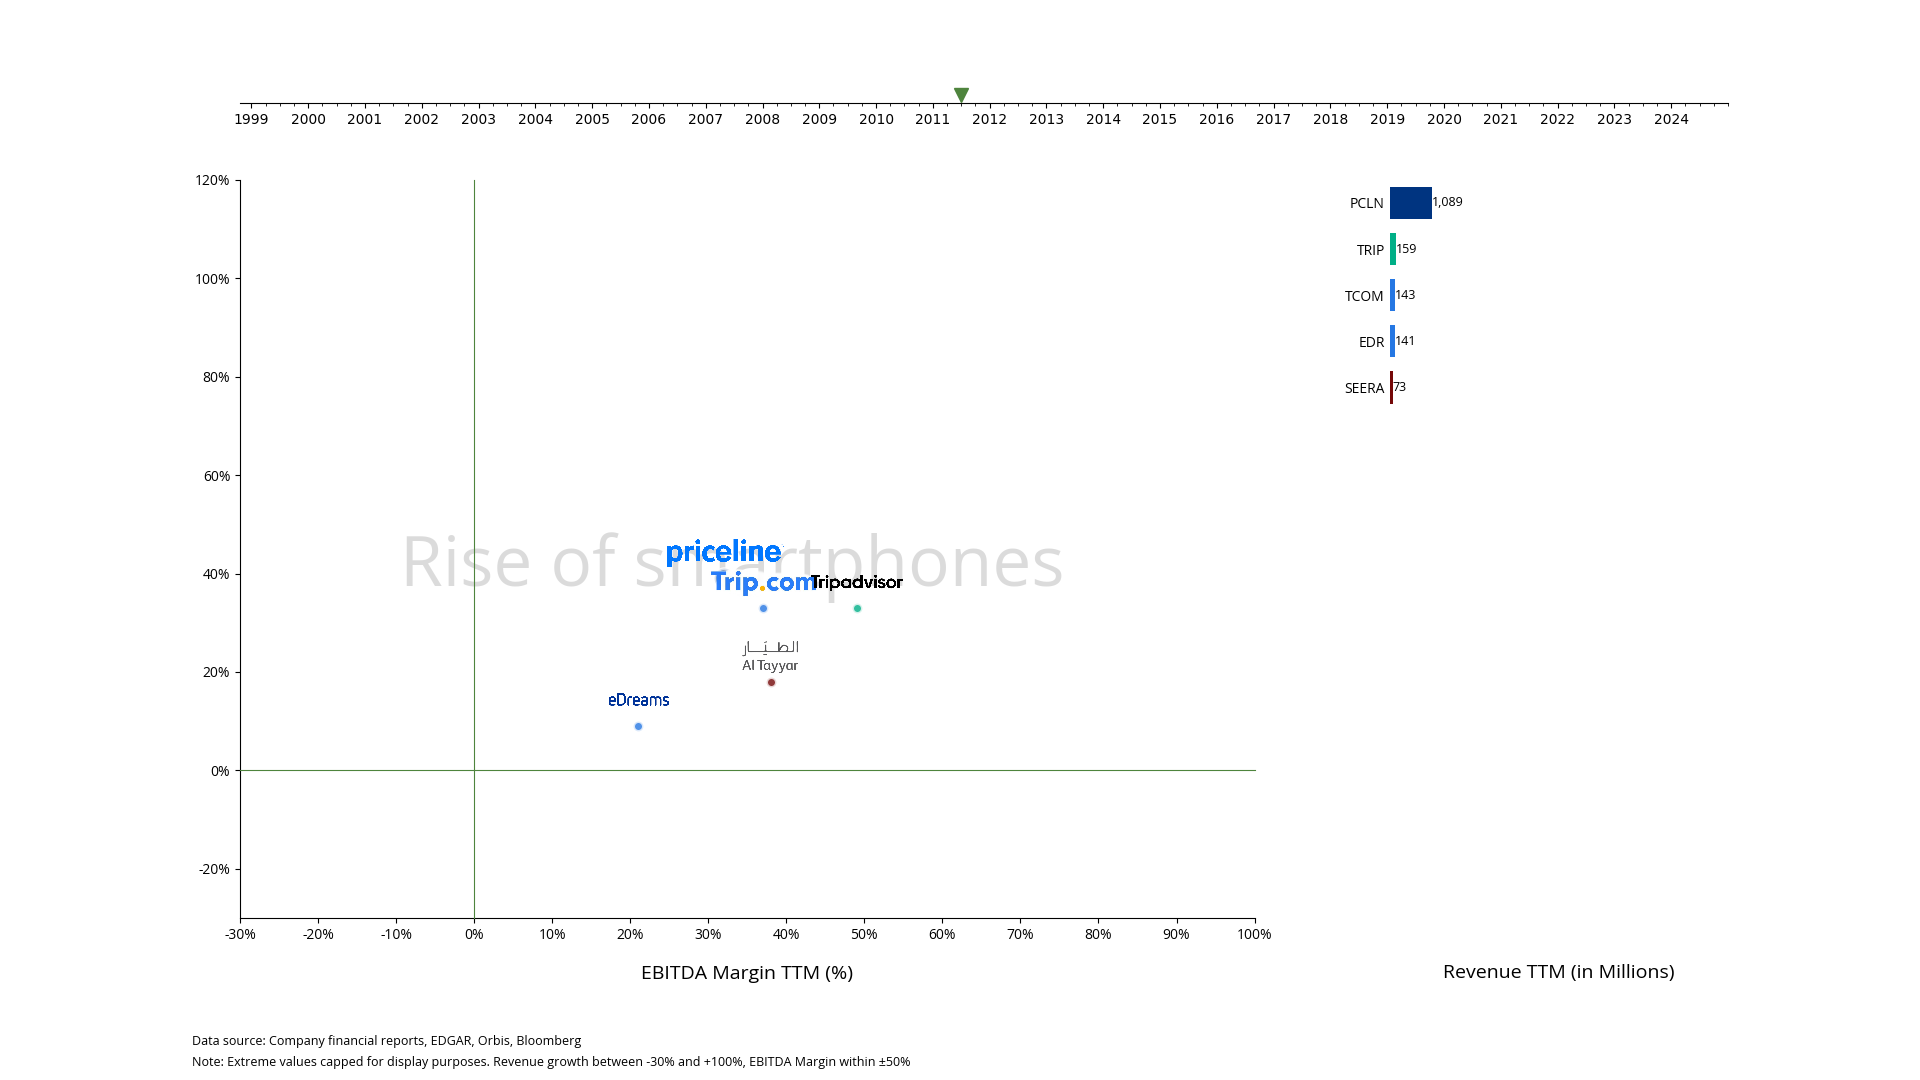 1999 2000 2001 2002 2003 2004 2005 2006 2007 2008 2009 2010 2011 2012 2013 2014 2015 2016 2017 2018 2019 2020 2021 2022 2023 2024
120%
100%
80%
60%
40%
20%
0%
-20%
Rise of smartphones
priceline
Trip.com
Tripadvisor
الطيّار
Al Tayyar
eDreams
-30% -20% -10% 0% 10% 20% 30% 40% 50% 60% 70% 80% 90% 100%
EBITDA Margin TTM (%)
PCLN 1,089
TRIP 159
TCOM 143
EDR 141
SEERA 73
Revenue TTM (in Millions)
Data source: Company financial reports, EDGAR, Orbis, Bloomberg
Note: Extreme values capped for display purposes. Revenue growth between -30% and +100%, EBITDA Margin within ±50%